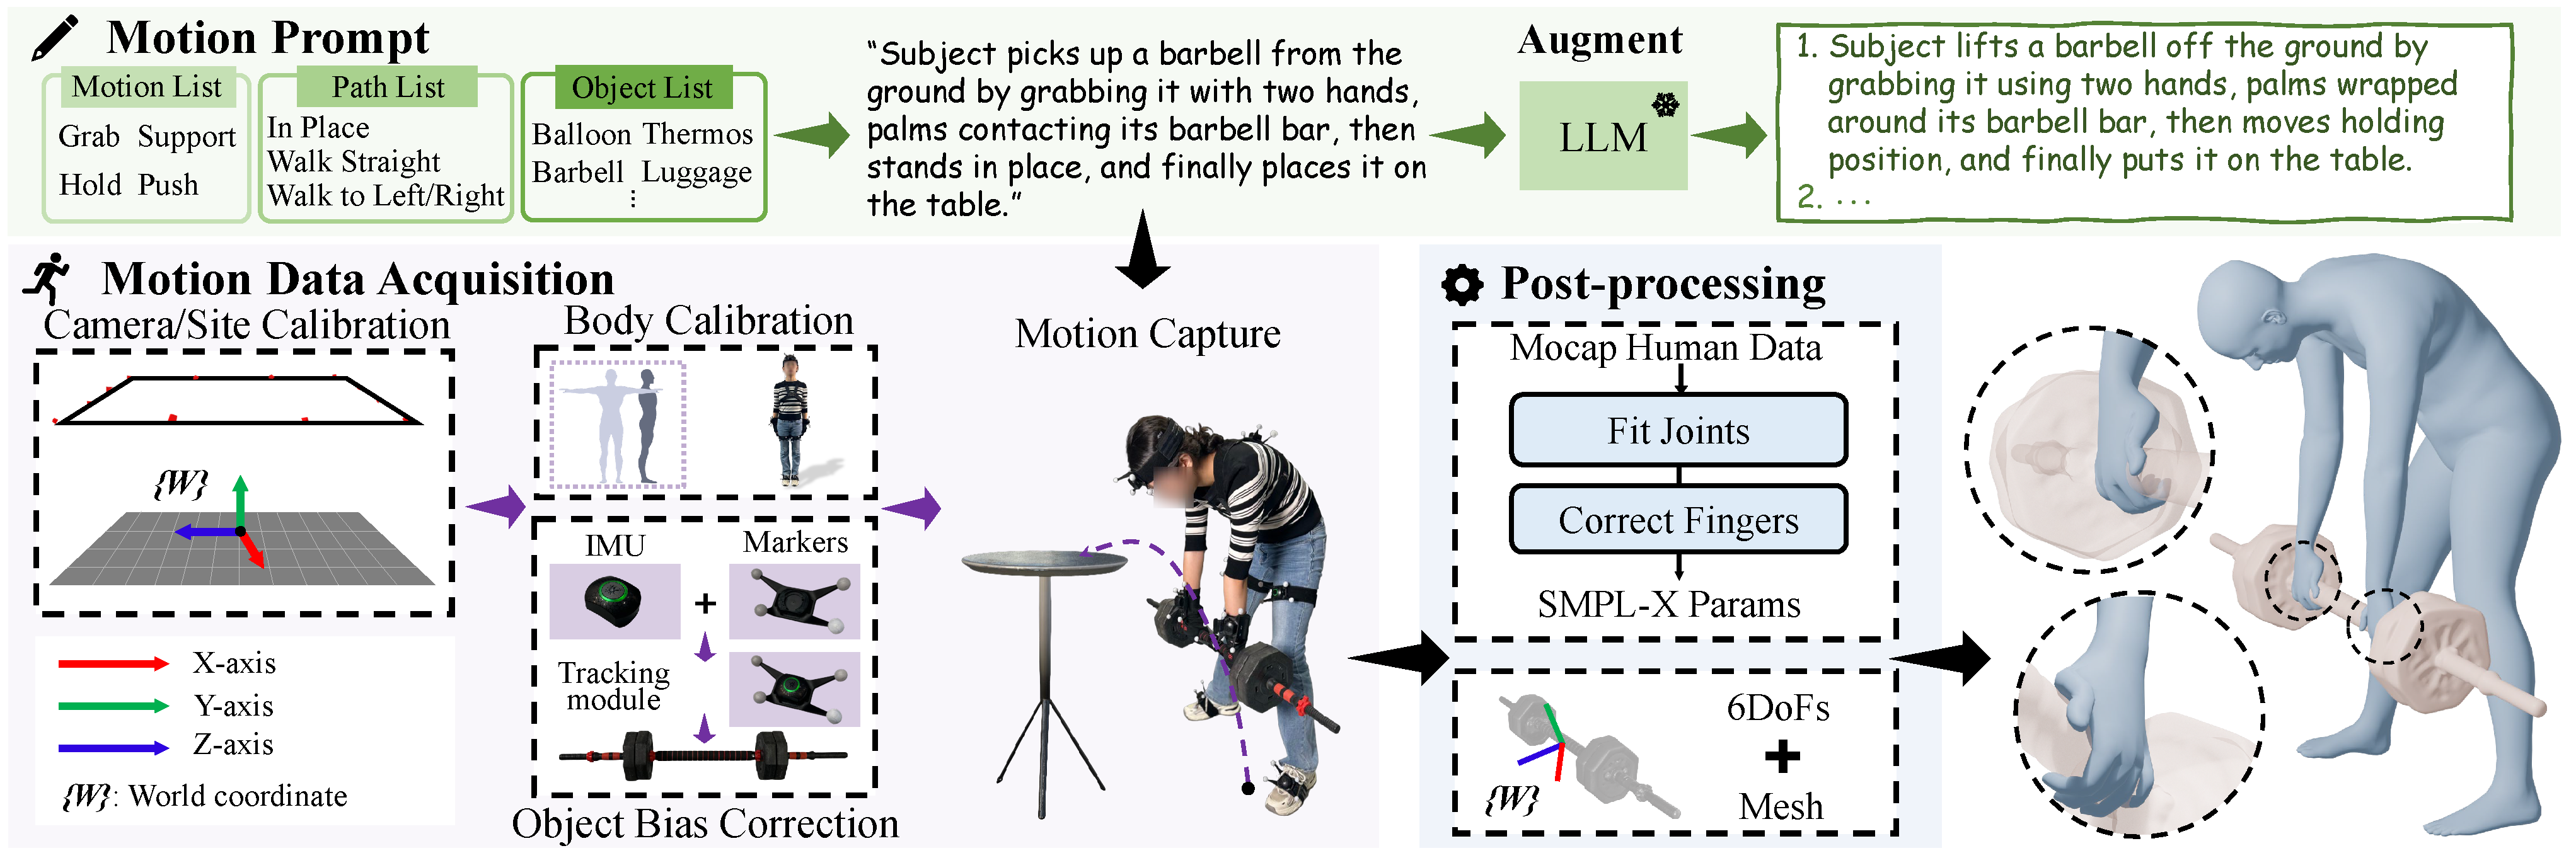 Motion Prompt
Motion List
Grab Support
Hold Push
Path List
In Place
Walk Straight
Walk to Left/Right
Object List
Balloon Thermos
Barbell Luggage
⋮
“Subject picks up a barbell from the
ground by grabbing it with two hands,
palms contacting its barbell bar, then
stands in place, and finally places it on
the table.”
Augment
LLM
1. Subject lifts a barbell off the ground by
grabbing it using two hands, palms wrapped
around its barbell bar, then moves holding
position, and finally puts it on the table.
2. ...
Motion Data Acquisition
Camera/Site Calibration
{W}
X-axis
Y-axis
Z-axis
{W}: World coordinate
Body Calibration
IMU
+
Markers
Tracking
module
Object Bias Correction
Motion Capture
Post-processing
Mocap Human Data
Fit Joints
Correct Fingers
SMPL-X Params
{W}
6DoFs
+
Mesh